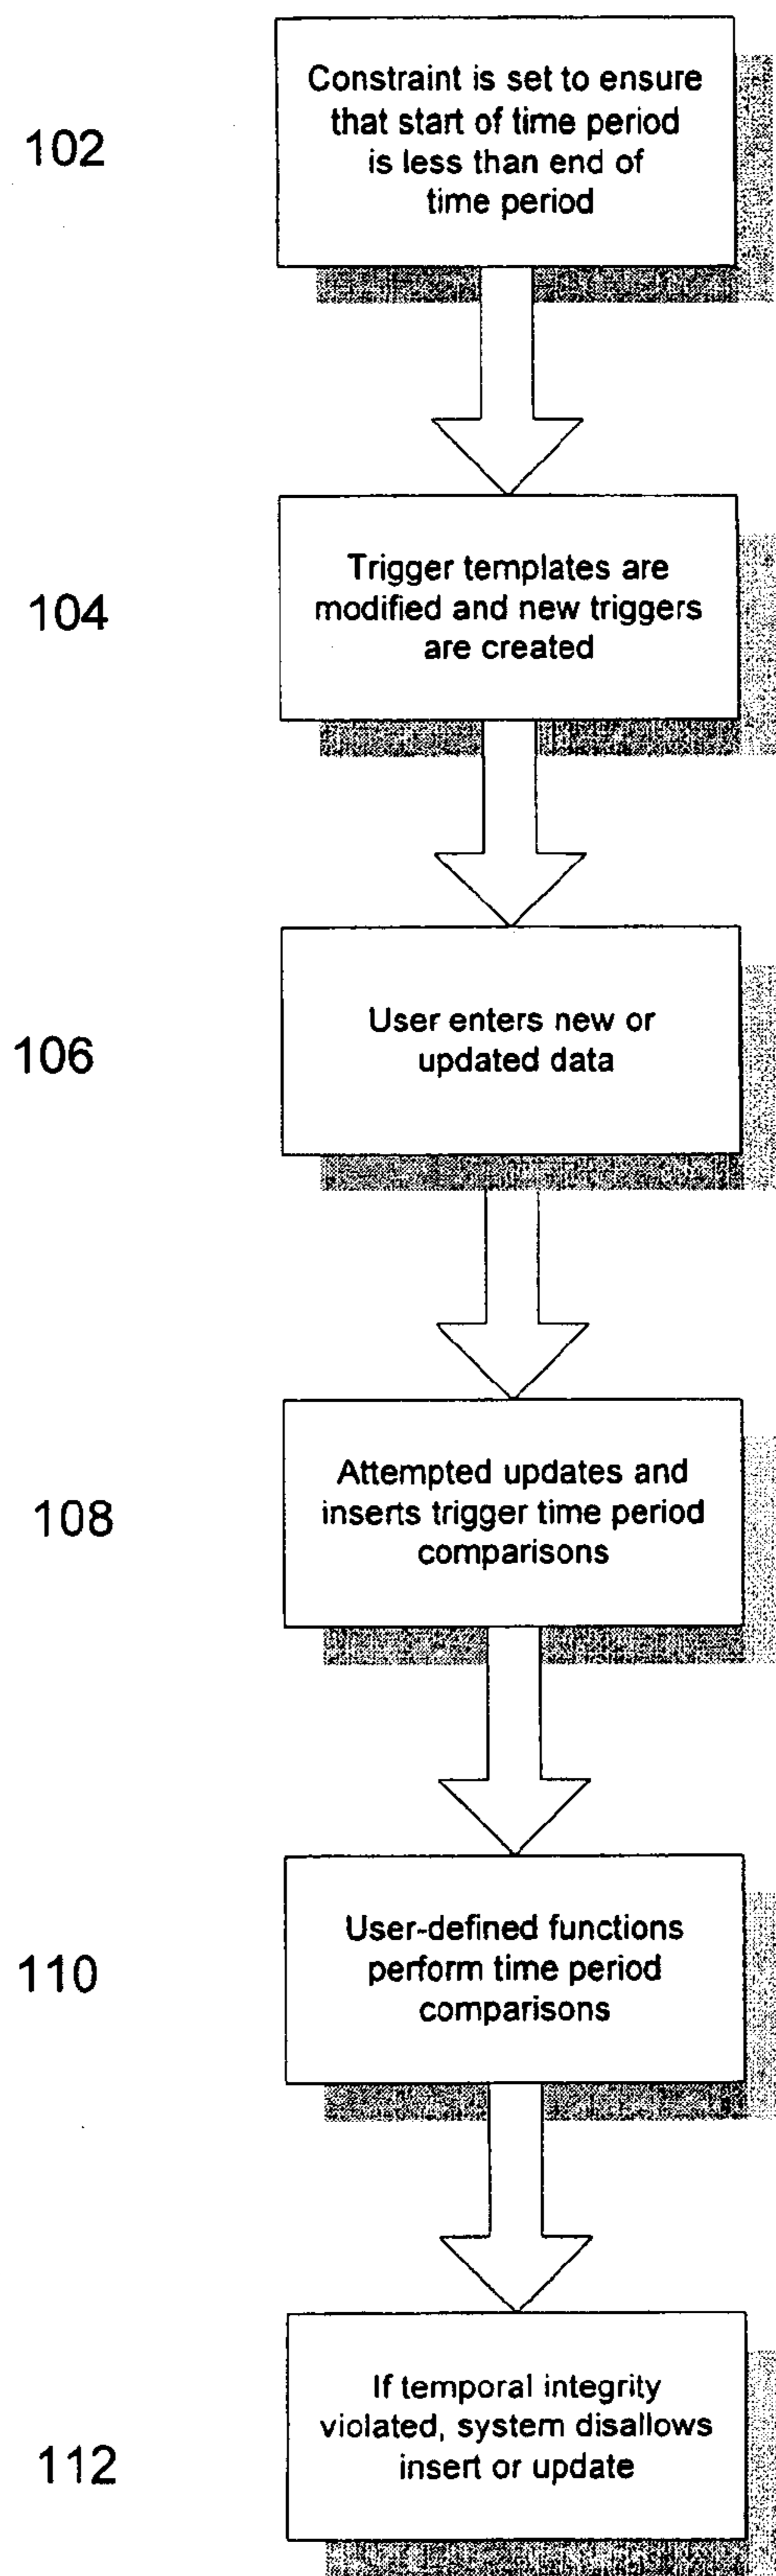 102
Constraint is set to ensure
that start of time period
is less than end of
time period
104
Trigger templates are
modified and new triggers
are created
106
User enters new or
updated data
108
Attempted updates and
inserts trigger time period
comparisons
110
User-defined functions
perform time period
comparisons
112
If temporal integrity
violated, system disallows
insert or update